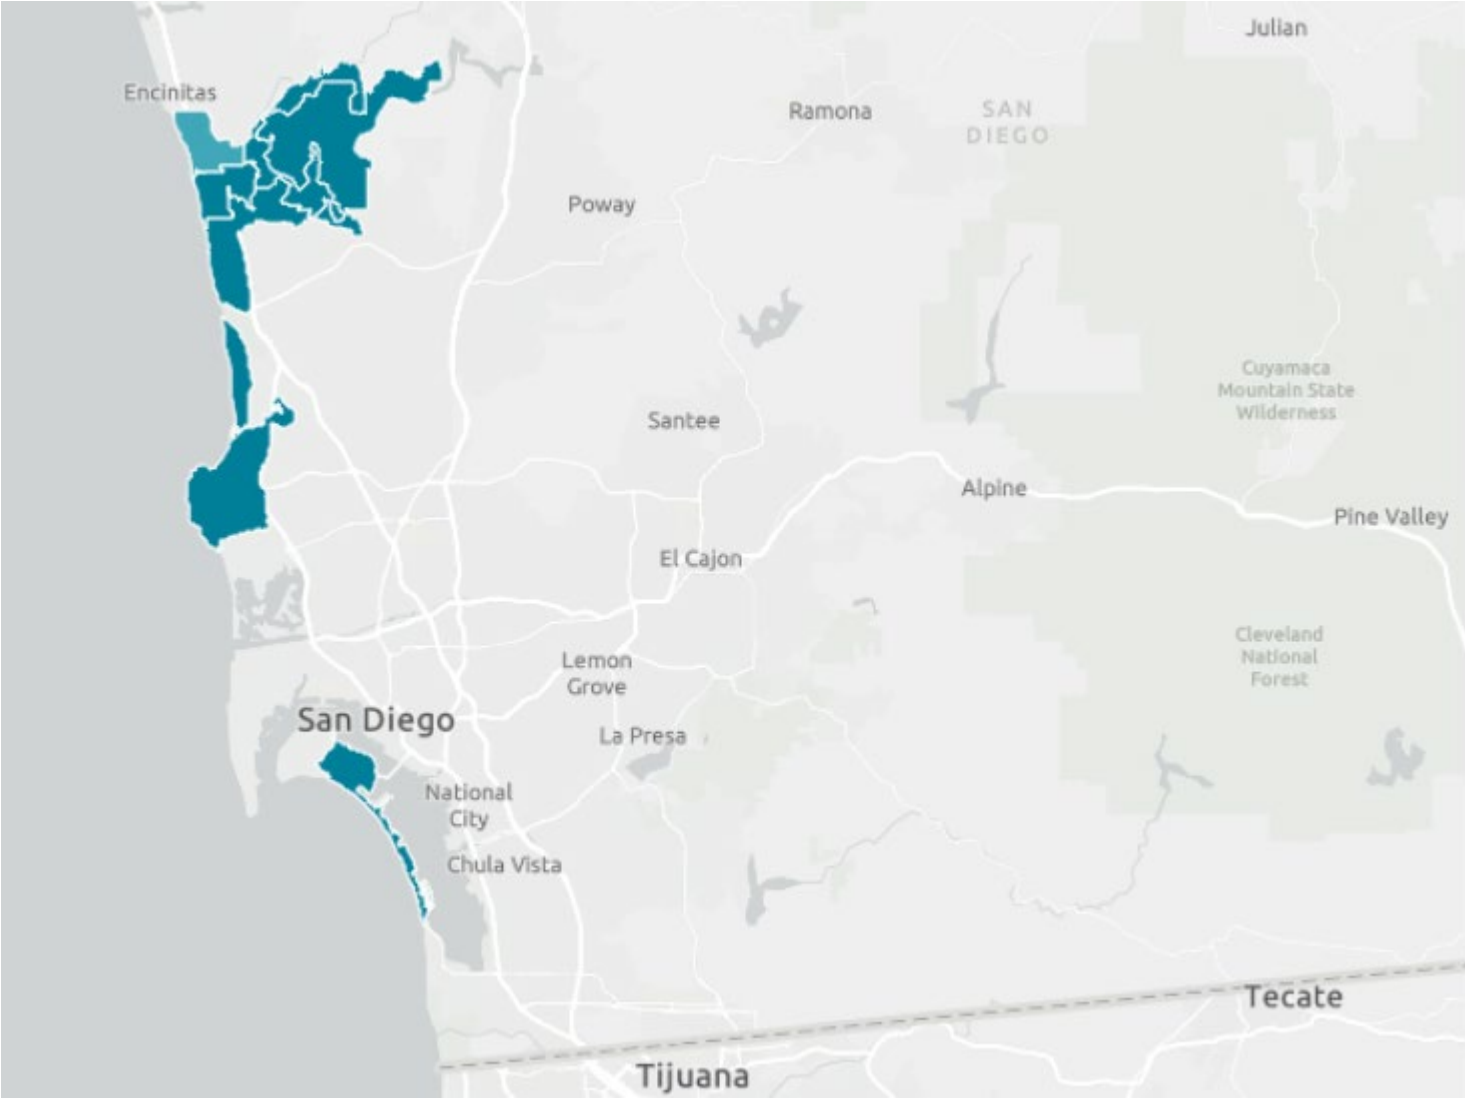 Julian
Encinitas
Ramona
SAN
DIEGO
Poway
Cuyamaca
Mountain State
Wilderness
Santee
Alpine
Pine Valley
El Cajon
Cleveland
National
Forest
Lemon
Grove
San Diego
La Presa
National
City
Chula Vista
Tecate
Tijuana